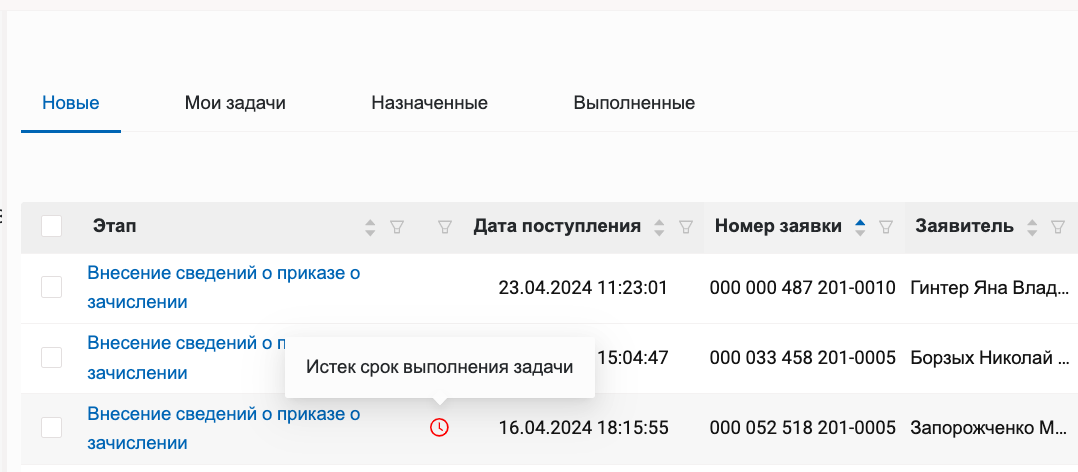 Новые Мои задачи Назначенные Выполненные
Этап Дата поступления Номер заявки Заявитель
Внесение сведений о приказе о
зачислении
23.04.2024 11:23:01 000 000 487 201-0010 Гинтер Яна Влад...
Внесение сведений о п
зачислении
15:04:47 000 033 458 201-0005 Борзых Николай ...
Истек срок выполнения задачи
Внесение сведений о приказе о
зачислении
16.04.2024 18:15:55 000 052 518 201-0005 Запорожченко М...